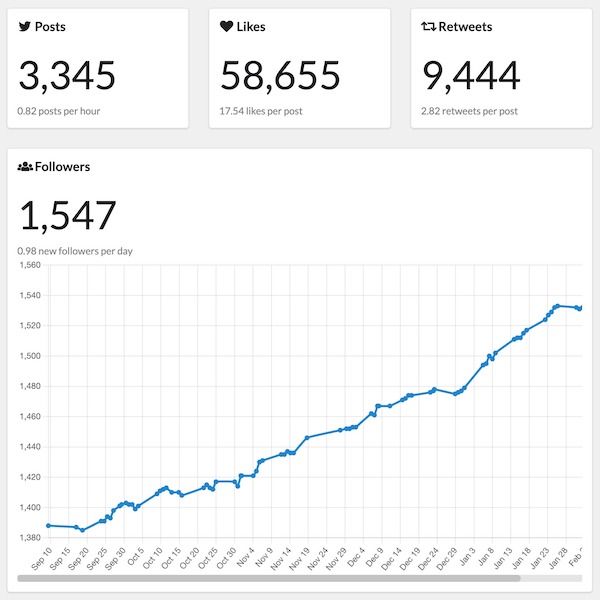 Posts
3,345
0.82 posts per hour
Likes
58,655
17.54 likes per post
Retweets
9,444
2.82 retweets per post
Followers
1,547
0.98 new followers per day
1,560
1,540
1,520
1,500
1,480
1,460
1,440
1,420
1,400
1,380
Sep 10
Sep 15
Sep 20
Sep 25
Sep 30
Oct 5
Oct 10
Oct 15
Oct 20
Oct 25
Oct 30
Nov 4
Nov 9
Nov 14
Nov 19
Nov 24
Nov 29
Dec 4
Dec 9
Dec 14
Dec 19
Dec 24
Dec 29
Jan 3
Jan 8
Jan 13
Jan 18
Jan 23
Jan 28
Feb